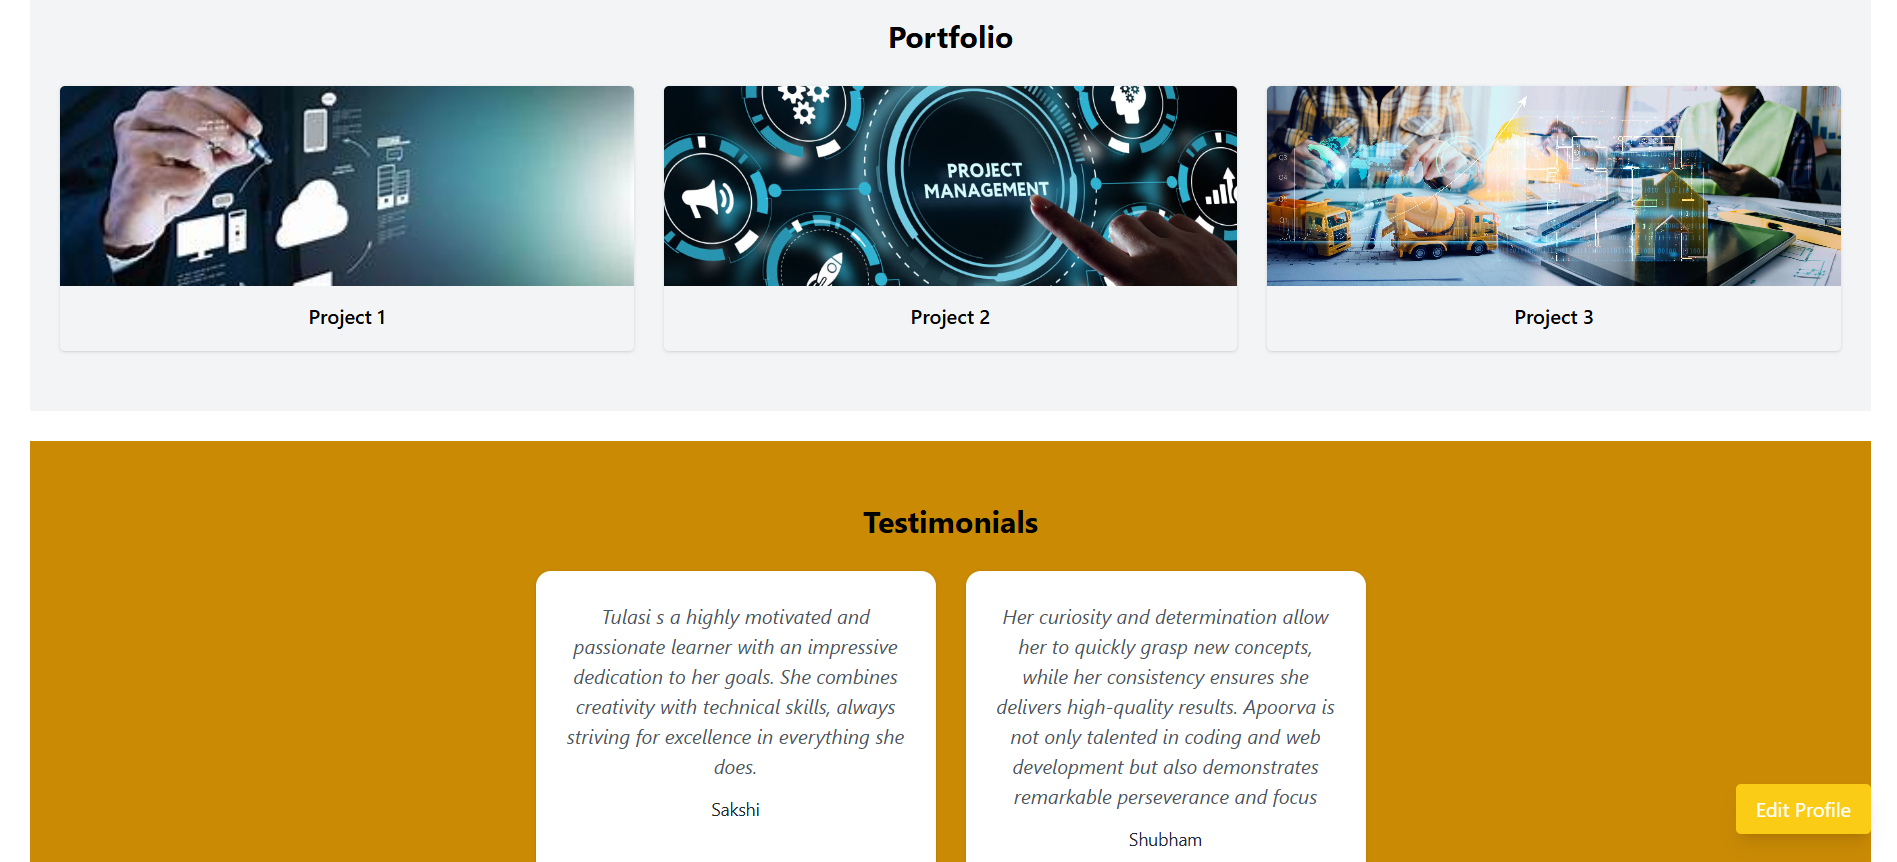 Portfolio
PROJECT
MANAGEMENT
Project 1
Project 2
Project 3
Testimonials
Tulasi s a highly motivated and
passionate learner with an impressive
dedication to her goals. She combines
creativity with technical skills, always
striving for excellence in everything she
does.
Sakshi
Her curiosity and determination allow
her to quickly grasp new concepts,
while her consistency ensures she
delivers high-quality results. Apoorva is
not only talented in coding and web
development but also demonstrates
remarkable perseverance and focus
Shubham
Edit Profile